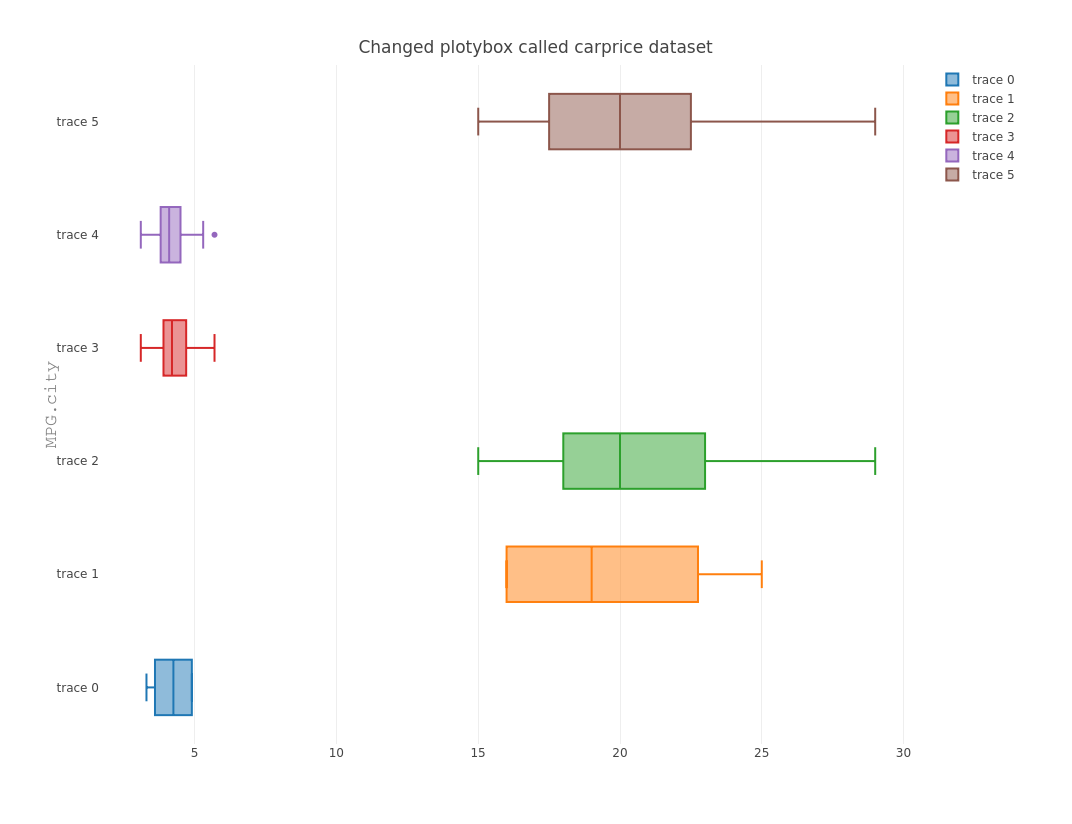 Changed plotybox called carprice dataset
trace 0
trace 1
trace 2
trace 3
trace 4
trace 5
trace 5
trace 4
trace 3
trace 2
trace 1
trace 0
MPG.city
5 10 15 20 25 30